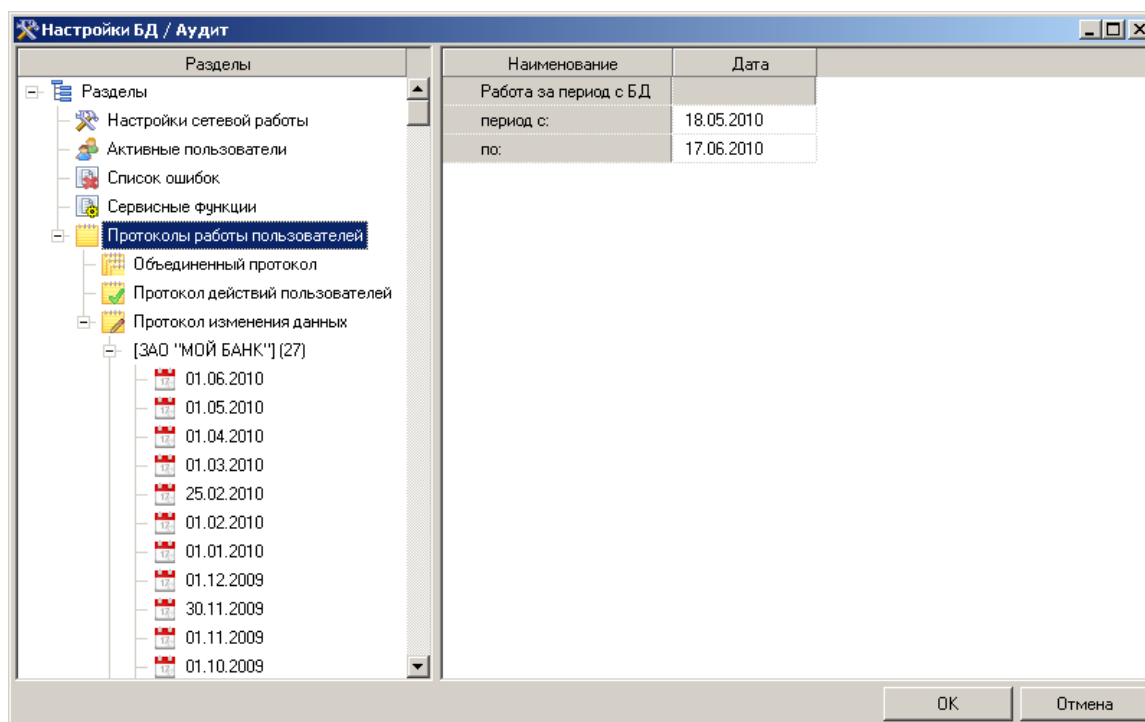 Настройки БД / Аудит
Разделы
Разделы
Настройки сетевой работы
Активные пользователи
Список ошибок
Сервисные функции
Протоколы работы пользователей
Объединенный протокол
Протокол действий пользователей
Протокол изменения данных
[ЗАО "МОЙ БАНК"] (27)
01.06.2010
01.05.2010
01.04.2010
01.03.2010
25.02.2010
01.02.2010
01.01.2010
01.12.2009
30.11.2009
01.11.2009
01.10.2009
Наименование Дата
Работа за период с БД
период с: 18.05.2010
по: 17.06.2010
OK Отмена